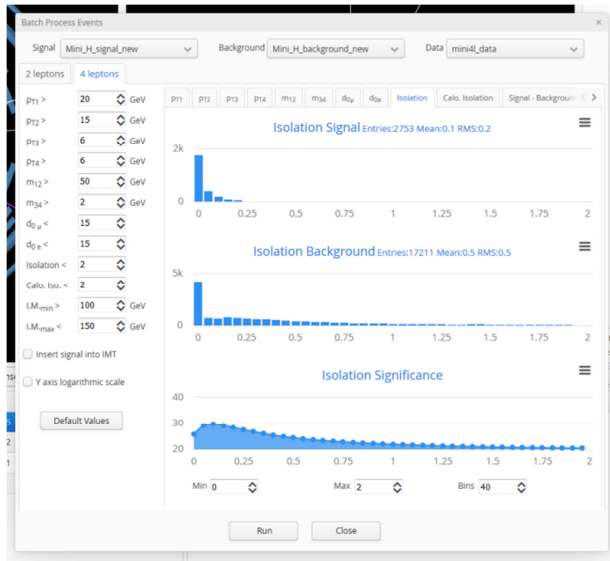 Batch Process Events ×
Signal Mini_H_signal_new Background Mini_H_background_new Data mini4l_data
2 leptons 4 leptons
pT1 > 20 GeV
pT2 > 15 GeV
pT3 > 6 GeV
pT4 > 6 GeV
m12 > 50 GeV
m34 > 2 GeV
d0 μ < 15
d0 e < 15
Isolation < 2
Calo. Iso. < 2
I.M.min > 100 GeV
I.M.max < 150 GeV
Insert signal into IMT
Y axis logarithmic scale
Default Values
pT1 pT2 pT3 pT4 m12 m34 d0μ d0e Isolation Calo. Isolation Signal - Background
Isolation Signal Entries:2753 Mean:0.1 RMS:0.2
2k
0
0 0.25 0.5 0.75 1 1.25 1.5 1.75 2
Isolation Background Entries:17211 Mean:0.5 RMS:0.5
5k
0
0 0.25 0.5 0.75 1 1.25 1.5 1.75 2
Isolation Significance
40
30
20
0 0.25 0.5 0.75 1 1.25 1.5 1.75 2
Min 0 Max 2 Bins 40
Run Close
2
1